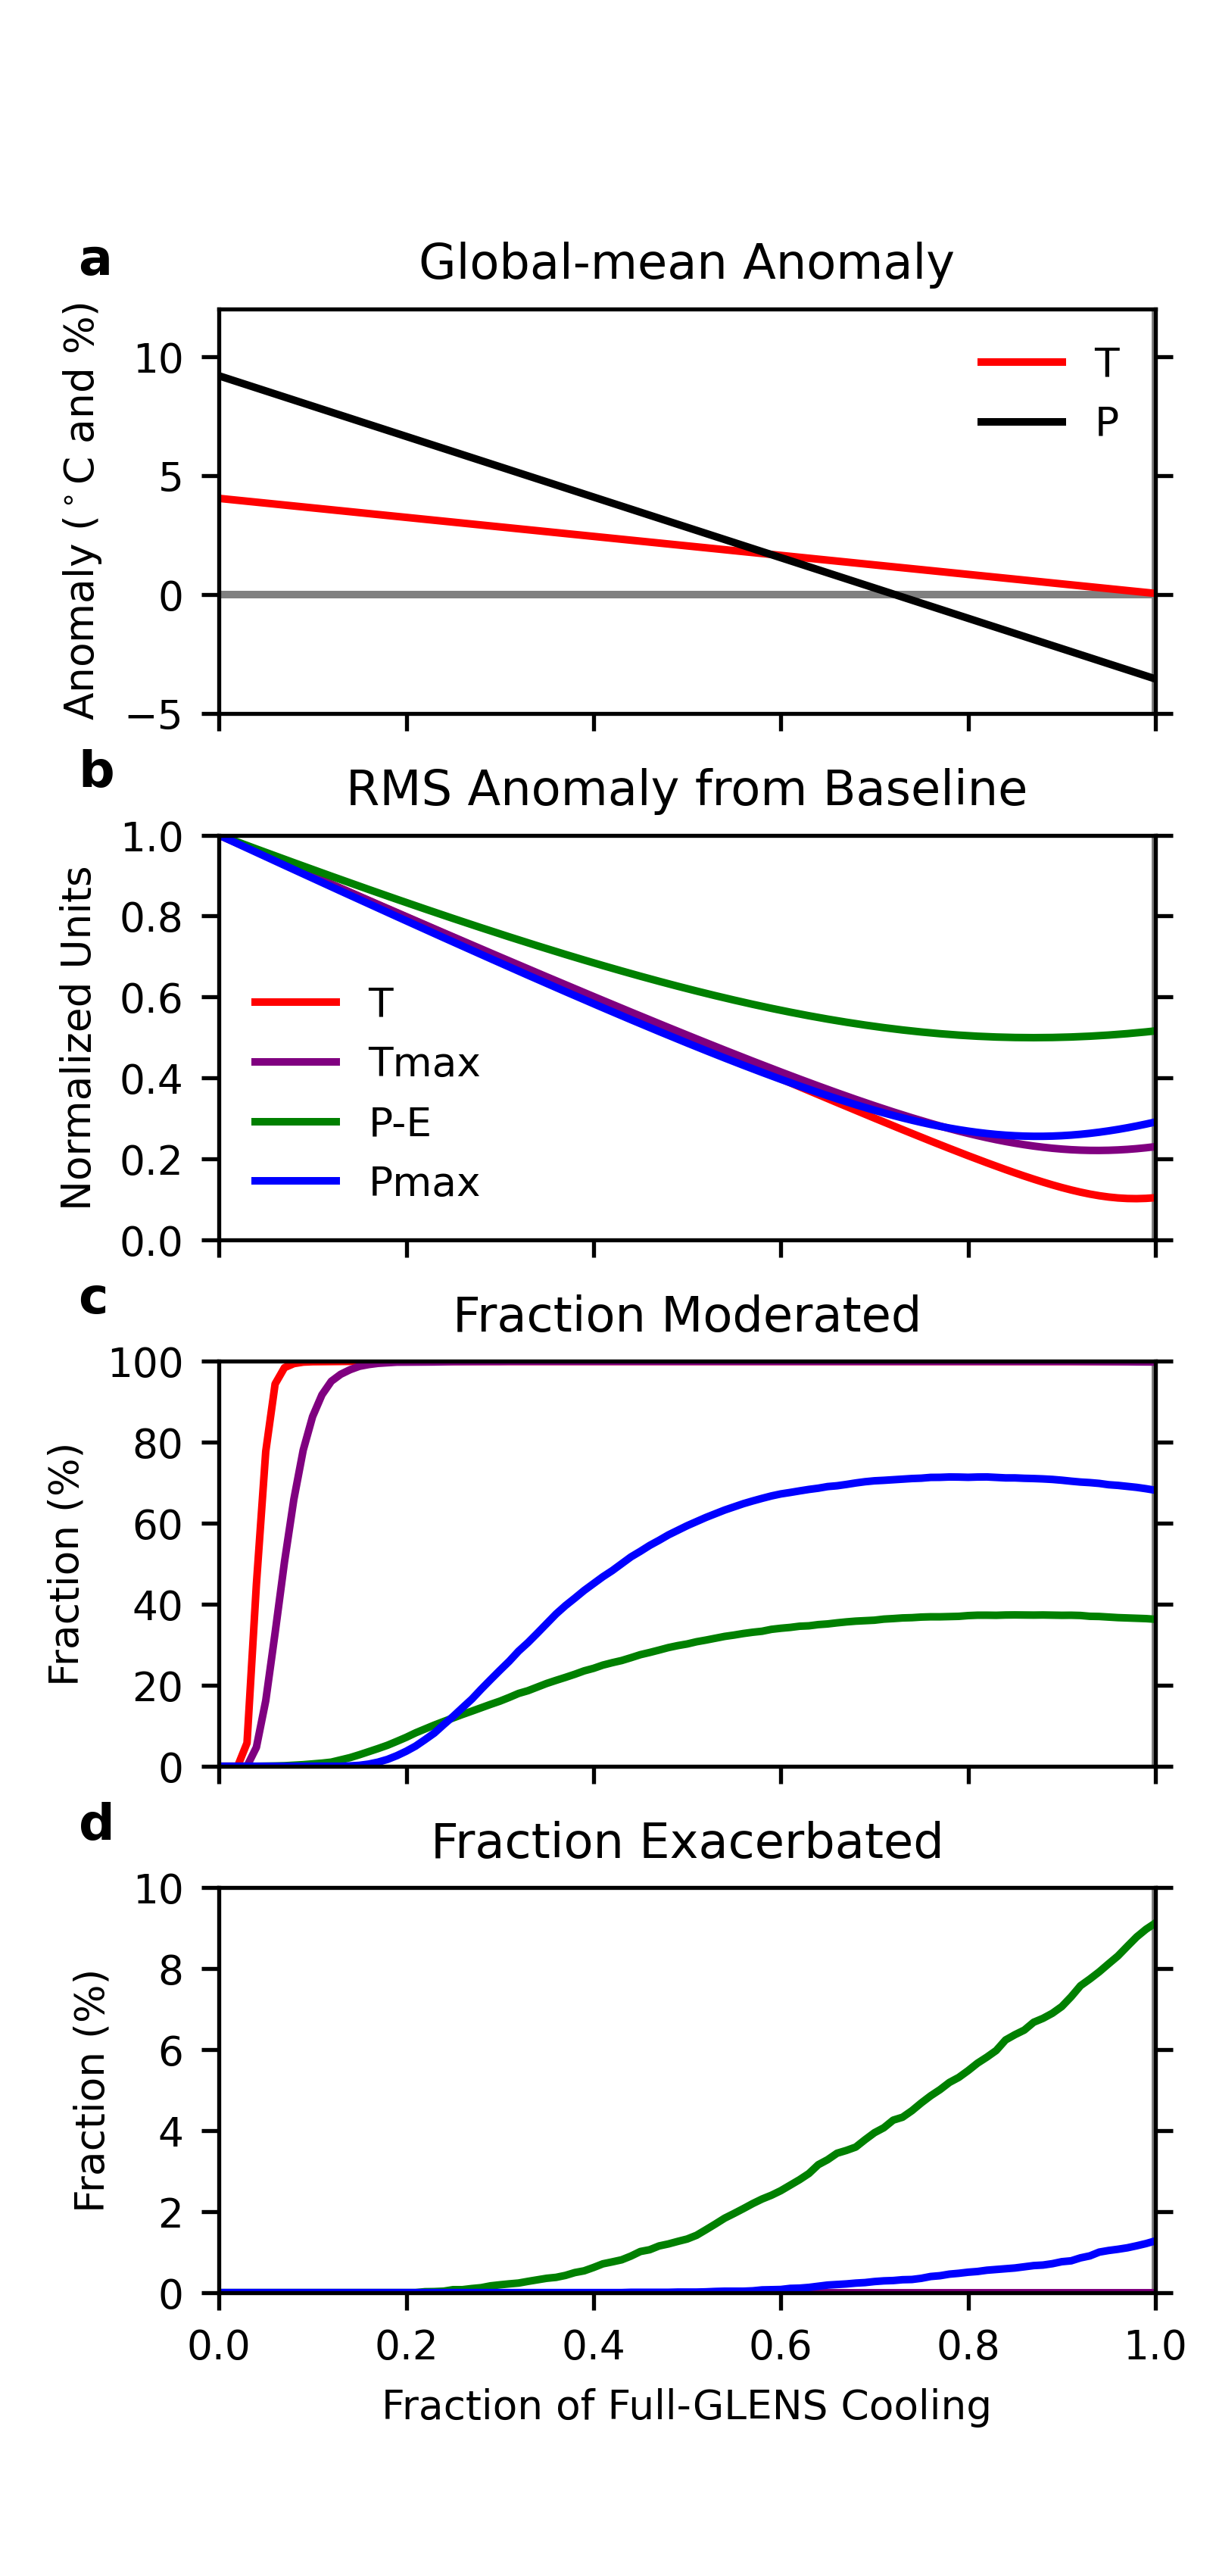 a
Global-mean Anomaly
Anomaly (°C and %)
10
5
0
−5
T
P
b
RMS Anomaly from Baseline
Normalized Units
1.0
0.8
0.6
0.4
0.2
0.0
T
Tmax
P-E
Pmax
c
Fraction Moderated
Fraction (%)
100
80
60
40
20
0
d
Fraction Exacerbated
Fraction (%)
10
8
6
4
2
0
0.0 0.2 0.4 0.6 0.8 1.0
Fraction of Full-GLENS Cooling